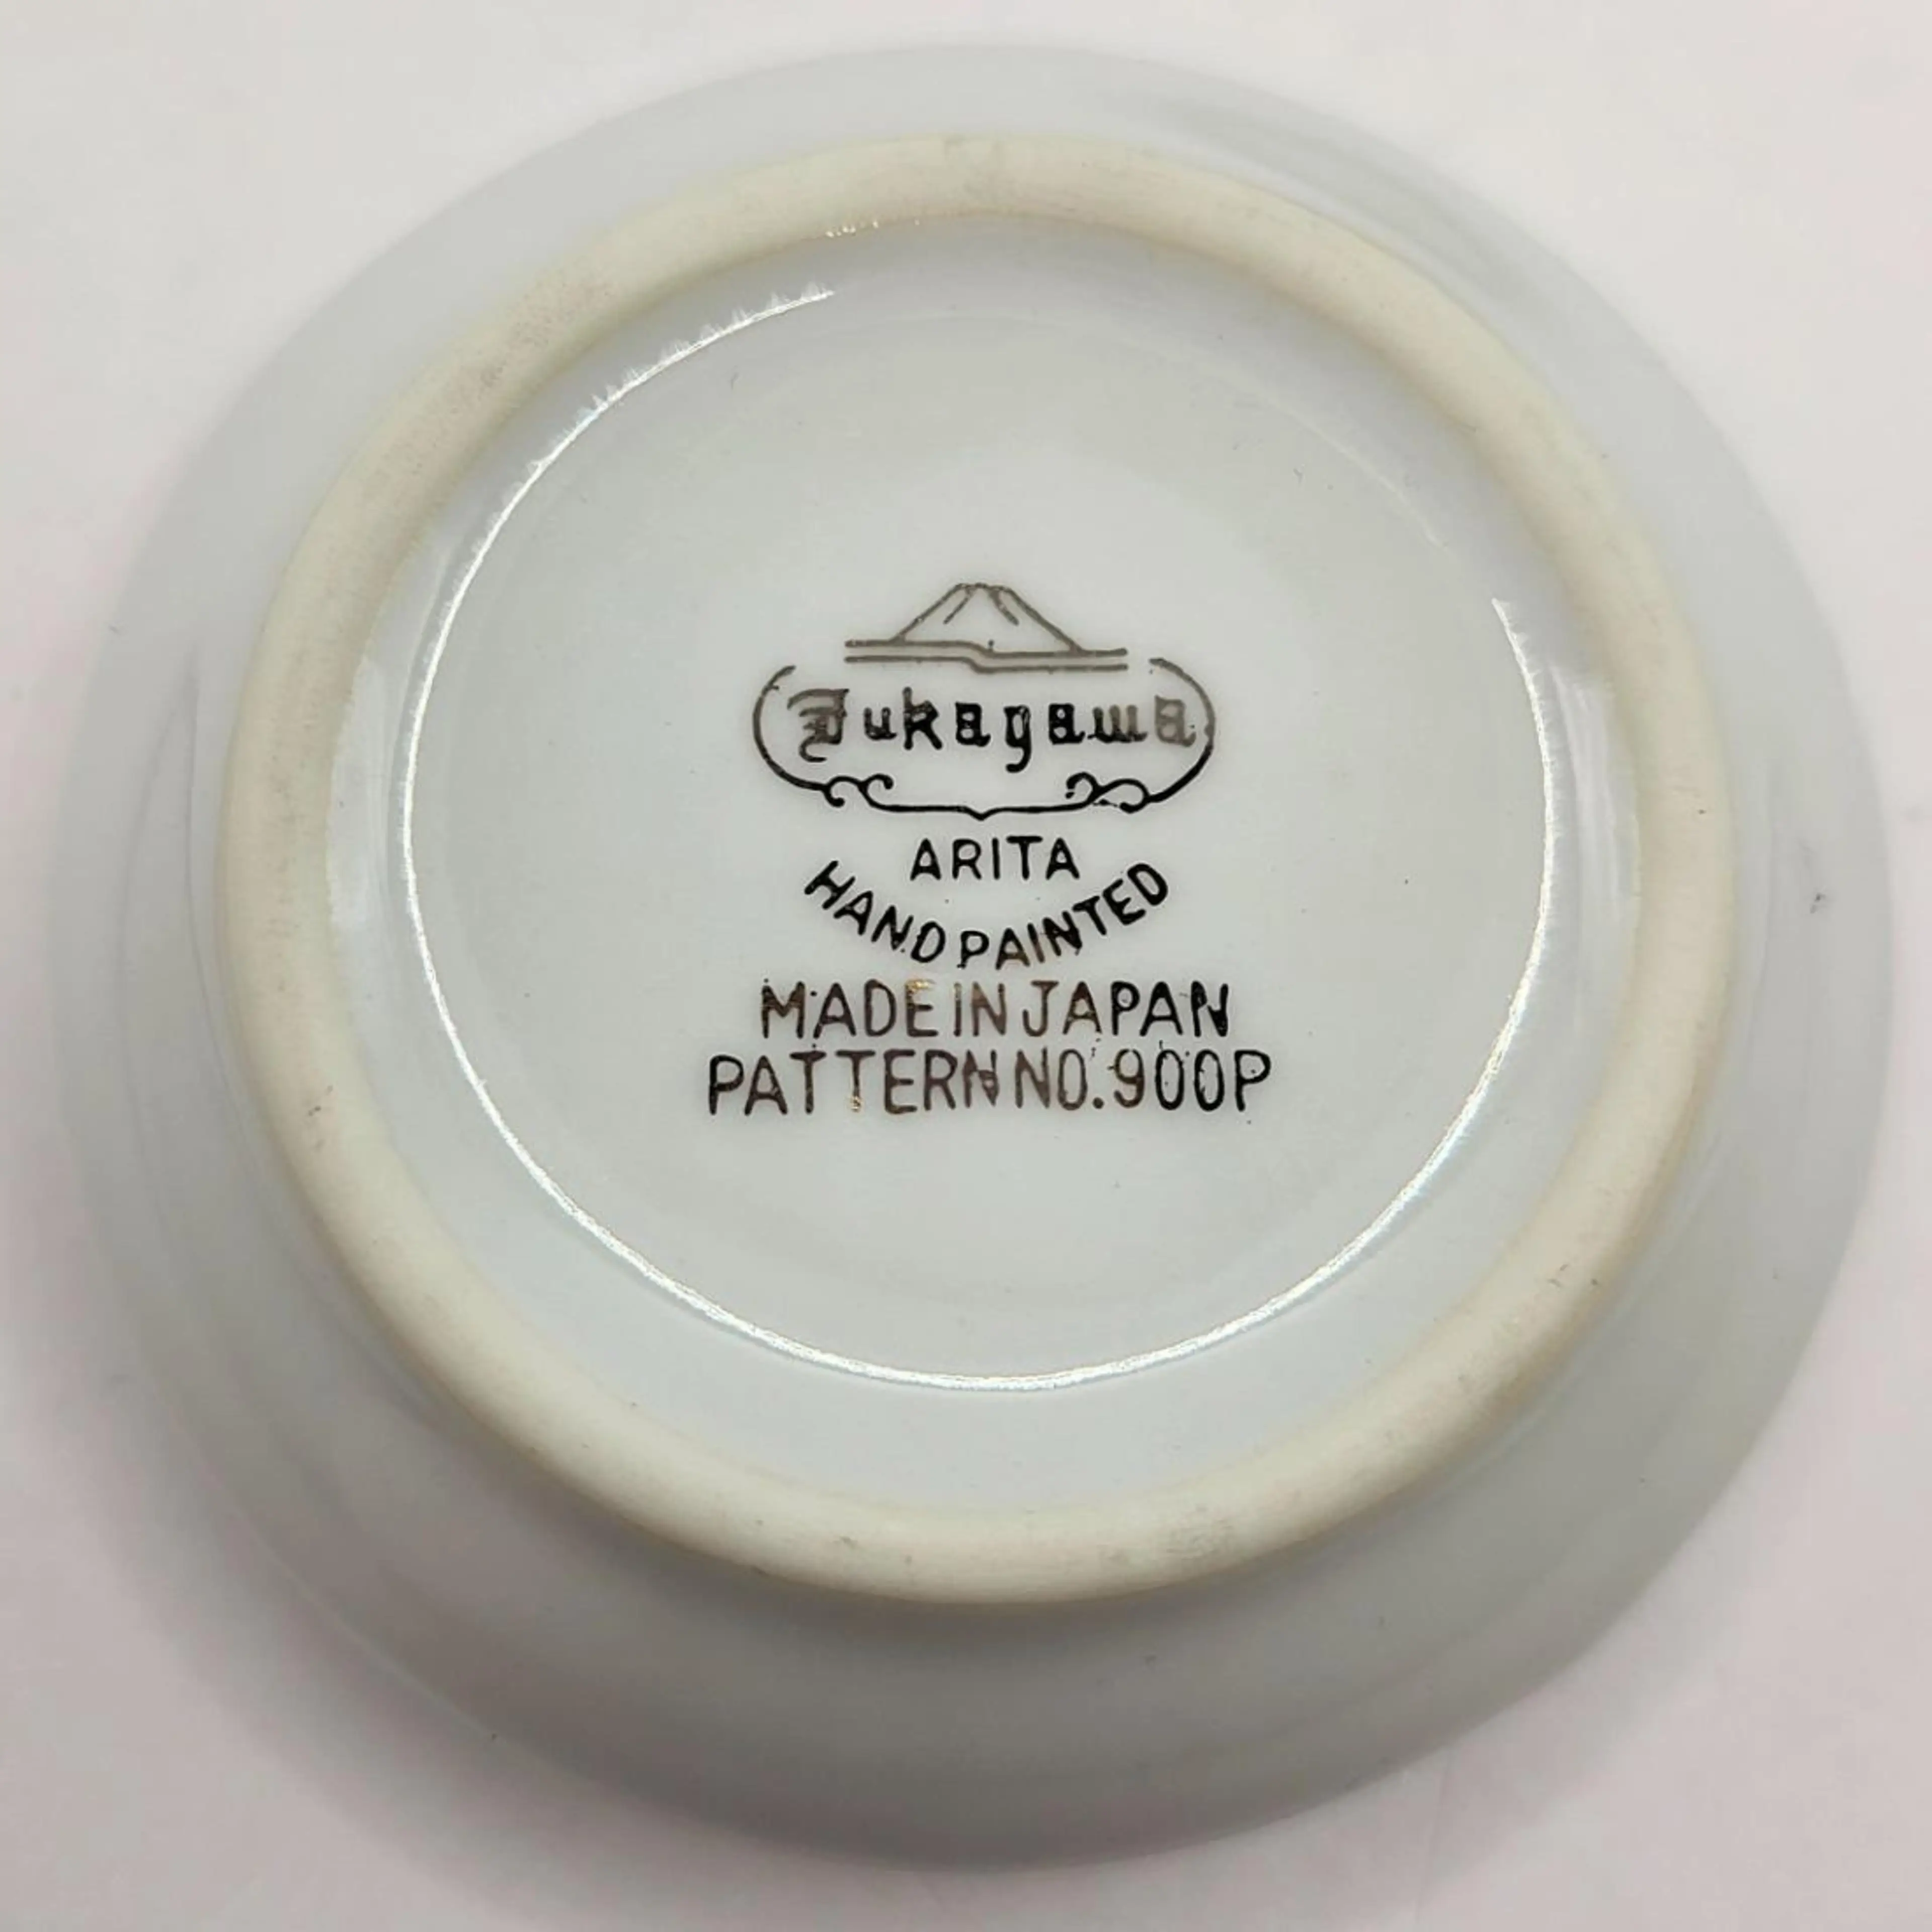 Fukagawa
ARITA
HAND PAINTED
MADE IN JAPAN
PATTERN NO. 900P